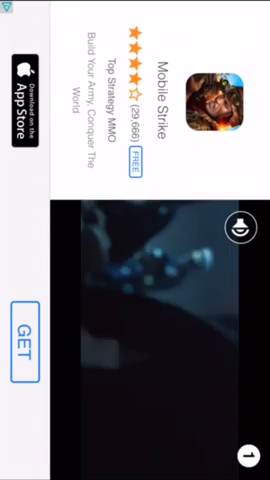 Mobile Strike
(29,666) FREE
Top Strategy MMO
Build Your Army, Conquer The
World
Download on the
App Store
GET
1